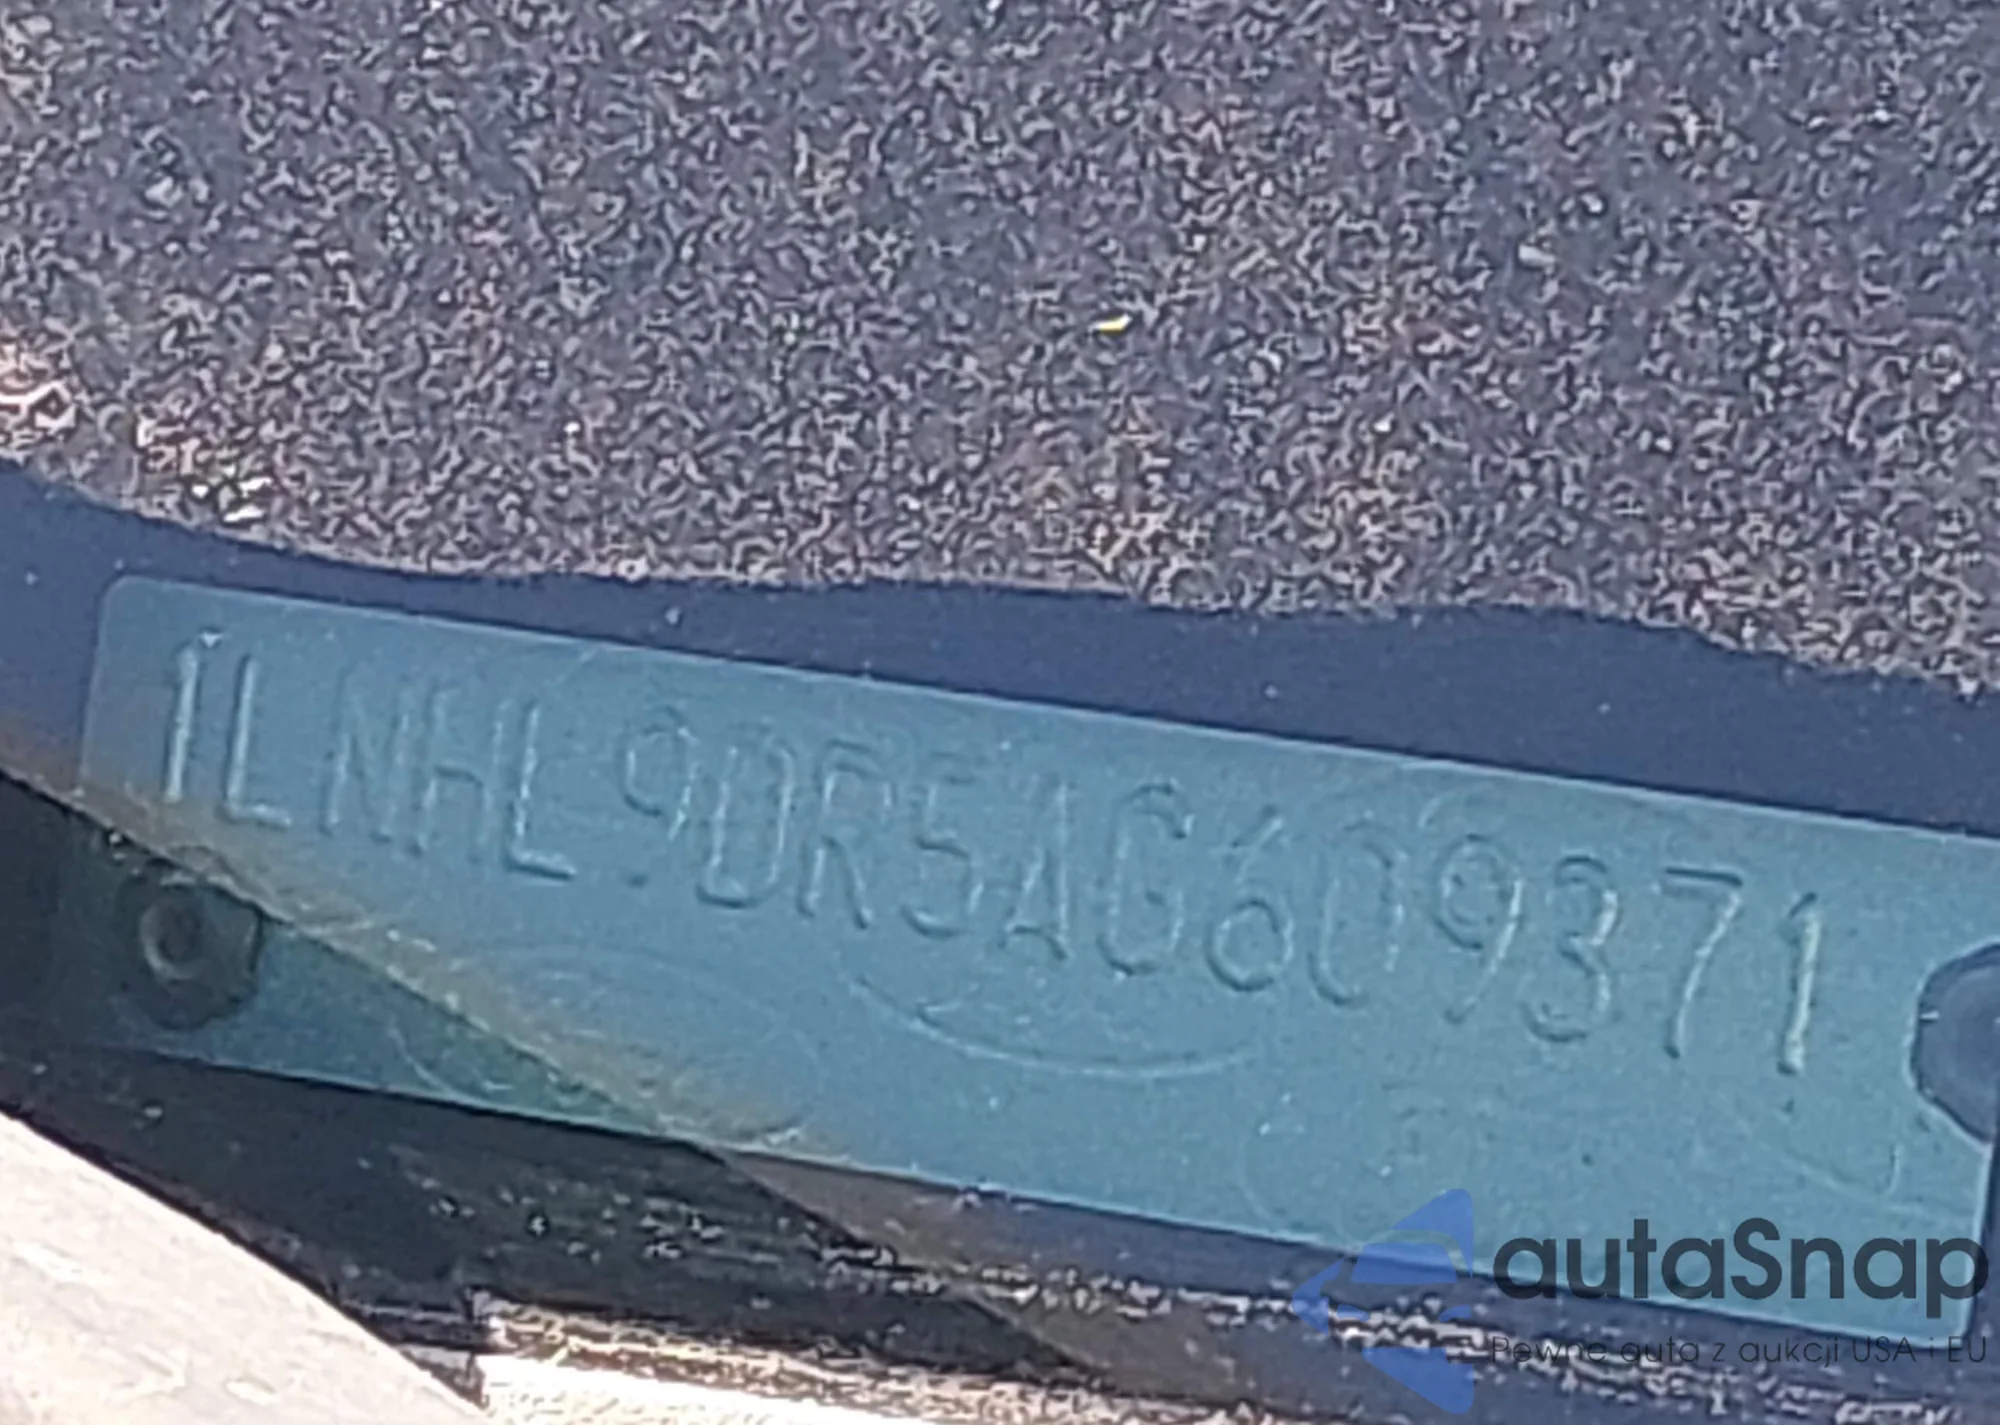 1LNHL9DR5AG609371
autaSnap
Pewne auta z aukcji USA i EU